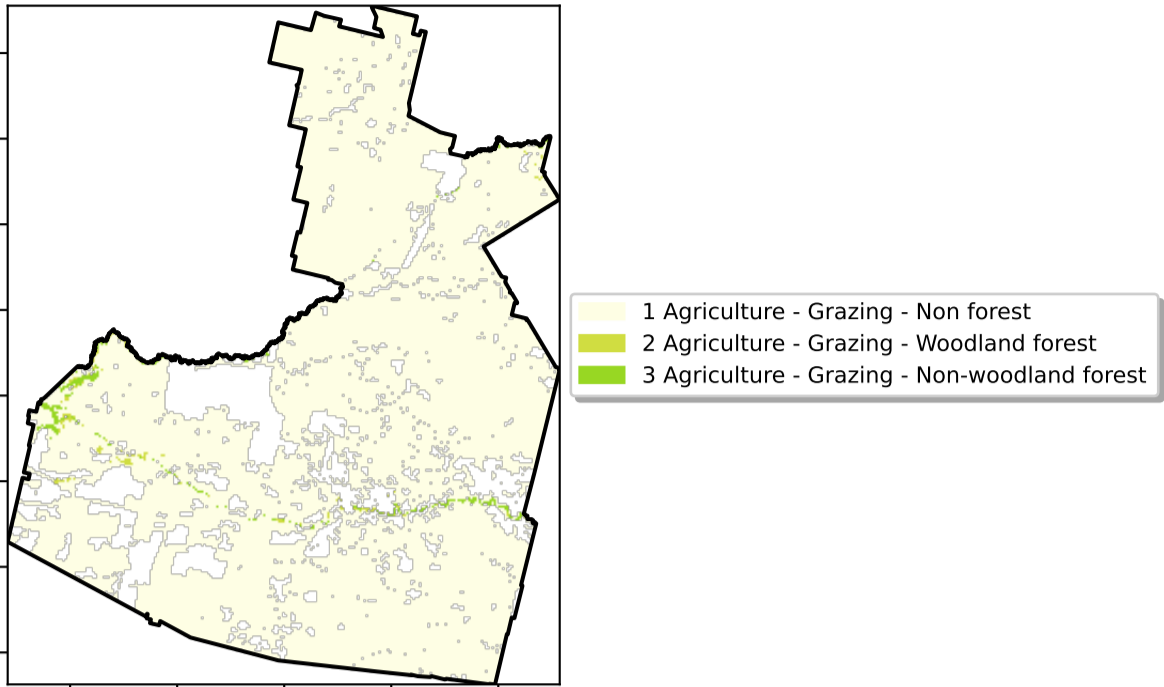 1 Agriculture - Grazing - Non forest
2 Agriculture - Grazing - Woodland forest
3 Agriculture - Grazing - Non-woodland forest